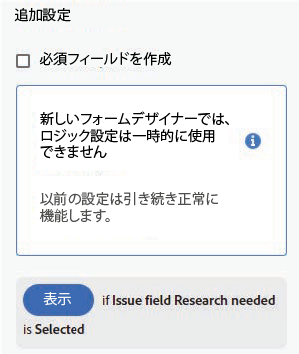 追加設定
必須フィールドを作成
新しいフォームデザイナーでは、
ロジック設定は一時的に使用
できません
以前の設定は引き続き正常に
機能します。
表示 if Issue field Research needed
is Selected